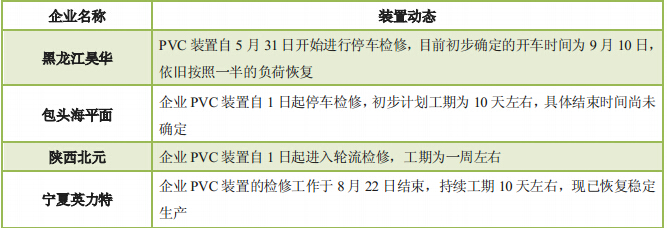 企业名称 装置动态
黑龙江昊华 PVC 装置自 5 月 31 日开始进行停车检修，目前初步确定的开车时间为 9 月 10 日，
依旧按照一半的负荷恢复
包头海平面 企业 PVC 装置自 1 日起停车检修，初步计划工期为 10 天左右，具体结束时间尚未
确定
陕西北元 企业 PVC 装置自 1 日起进入轮流检修，工期为一周左右
宁夏英力特 企业 PVC 装置的检修工作于 8 月 22 日结束，持续工期 10 天左右，现已恢复稳定
生产